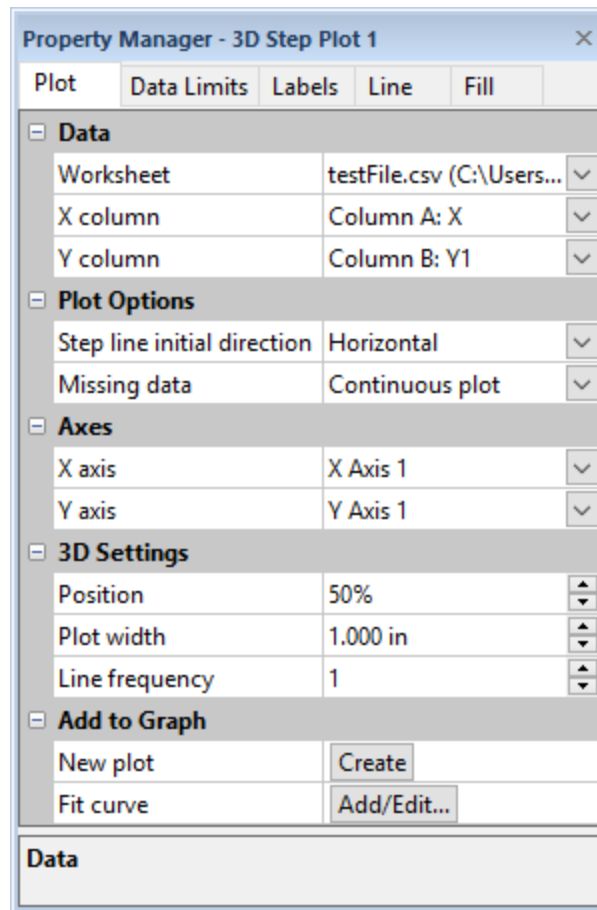 Property Manager - 3D Step Plot 1
Plot Data Limits Labels Line Fill
Data
Worksheet testFile.csv (C:\Users...
X column Column A: X
Y column Column B: Y1
Plot Options
Step line initial direction Horizontal
Missing data Continuous plot
Axes
X axis X Axis 1
Y axis Y Axis 1
3D Settings
Position 50%
Plot width 1.000 in
Line frequency 1
Add to Graph
New plot Create
Fit curve Add/Edit...
Data